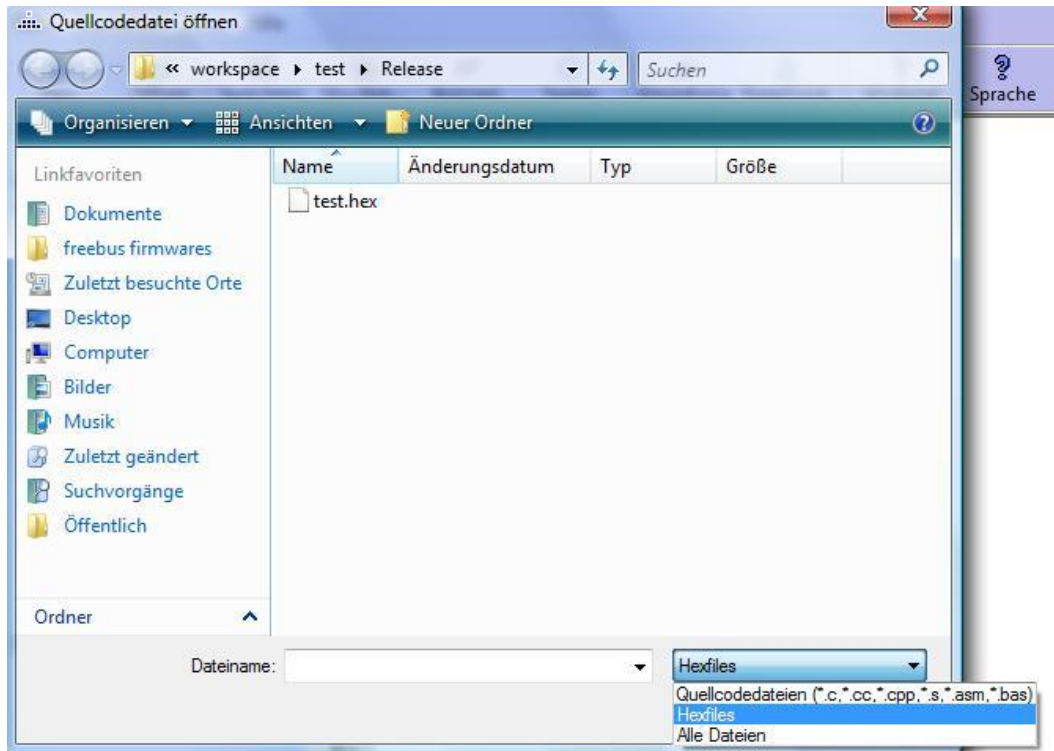 Quellcodedatei öffnen
« workspace ▸ test ▸ Release
Suchen
Sprache
Organisieren
Ansichten
Neuer Ordner
Linkfavoriten
Name
Änderungsdatum
Typ
Größe
test.hex
Dokumente
freebus firmwares
Zuletzt besuchte Orte
Desktop
Computer
Bilder
Musik
Zuletzt geändert
Suchvorgänge
Öffentlich
Ordner
Dateiname:
Hexfiles
Quellcodedateien (*.c,*.cc,*.cpp,*.s,*.asm,*.bas)
Hexfiles
Alle Dateien